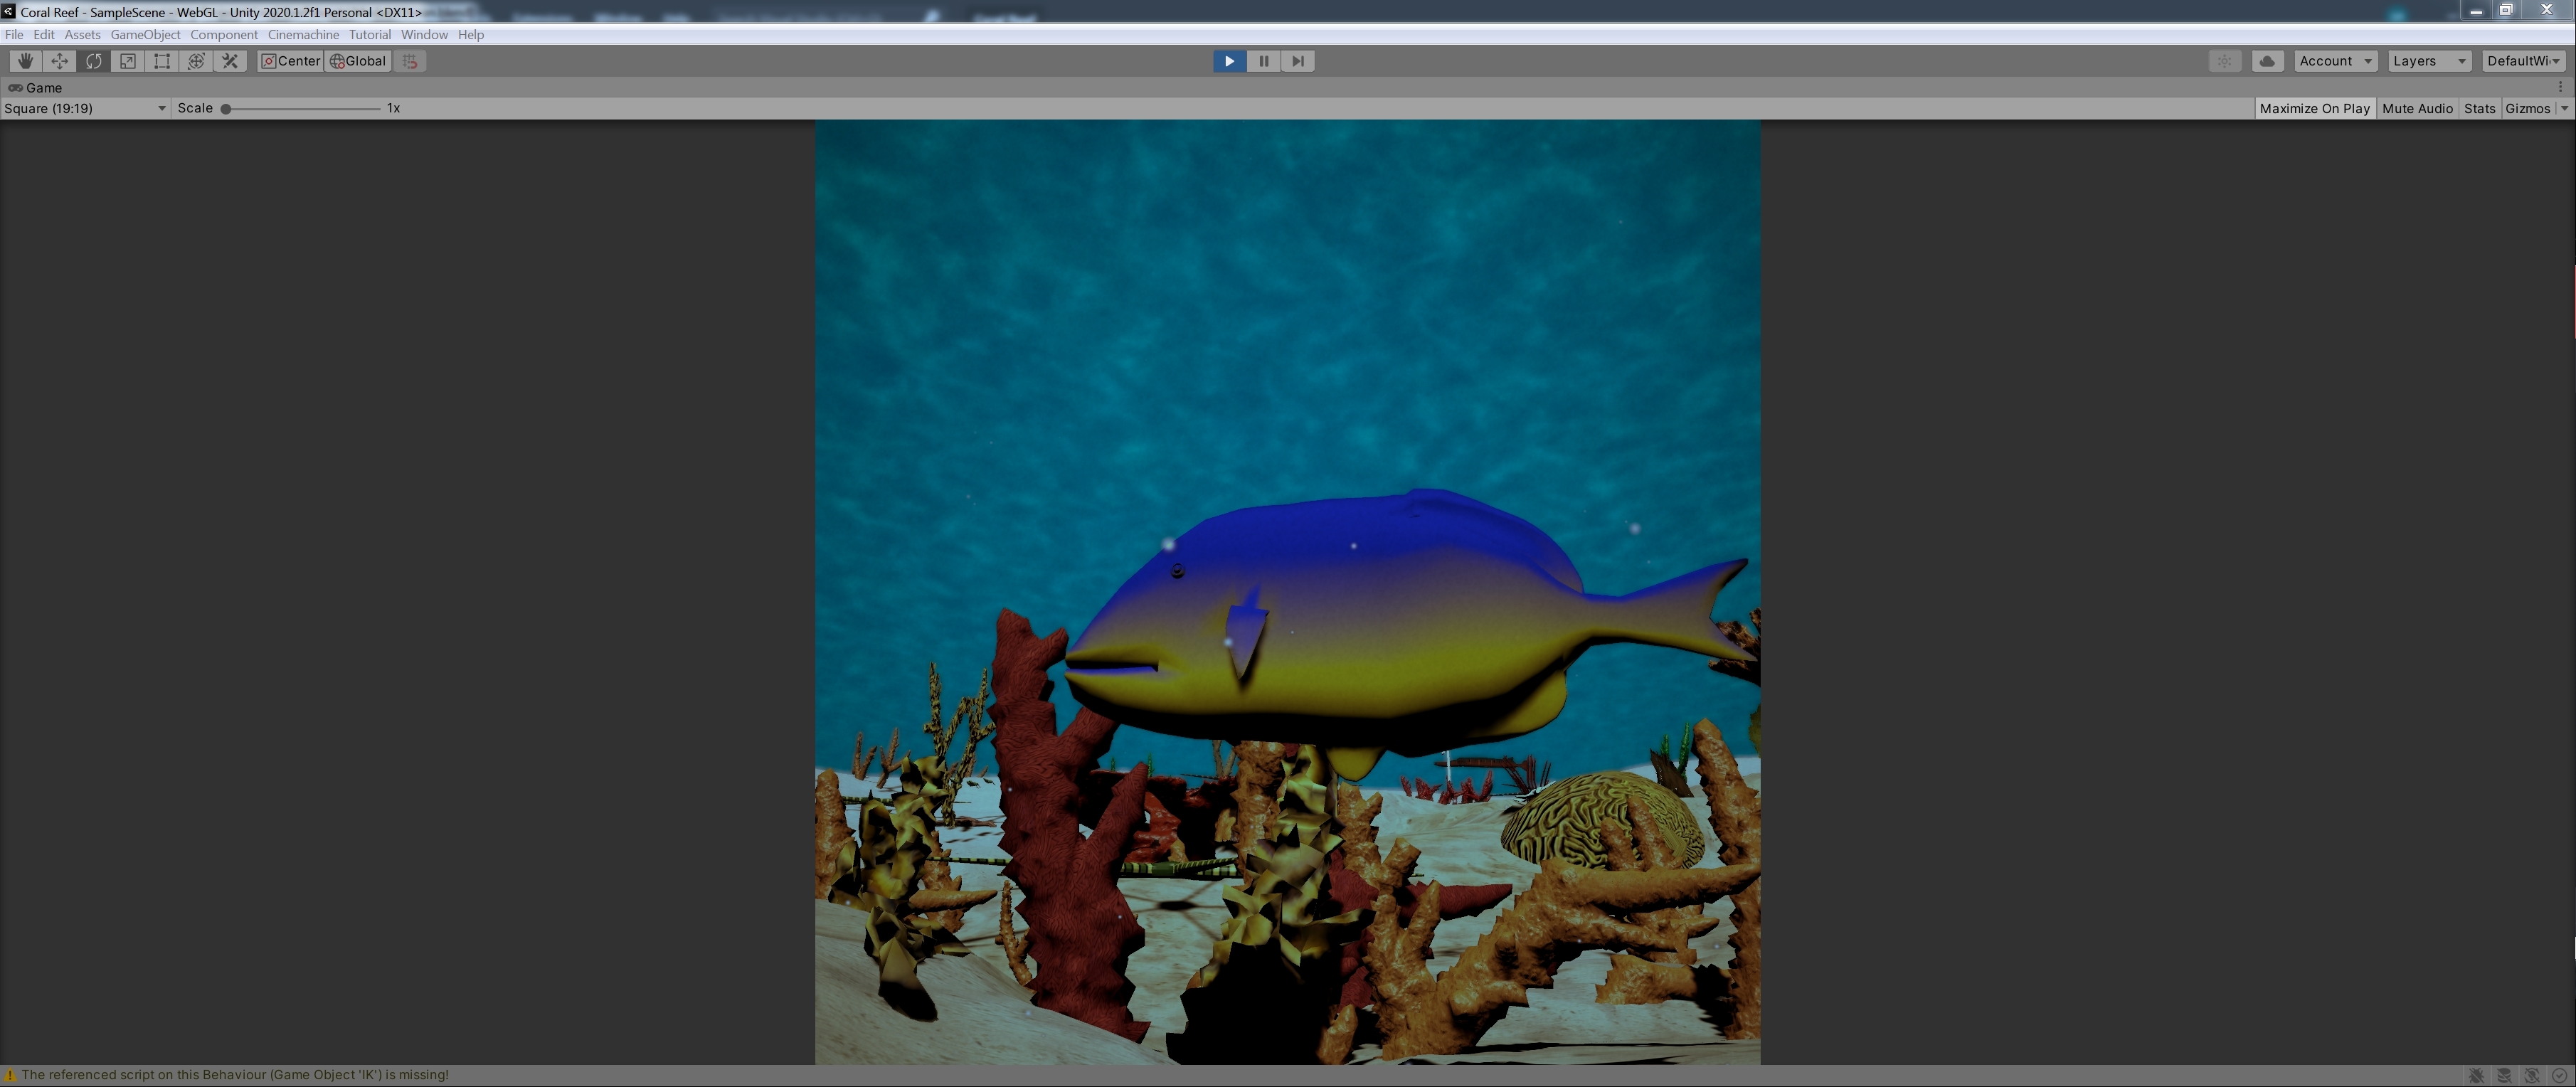 Coral Reef - SampleScene - WebGL - Unity 2020.1.2f1 Personal <DX11>
File Edit Assets GameObject Component Cinemachine Tutorial Window Help
Center Global Account Layers DefaultWi
Game
Square (19:19) Scale 1x Maximize On Play Mute Audio Stats Gizmos
The referenced script on this Behaviour (Game Object 'IK') is missing!